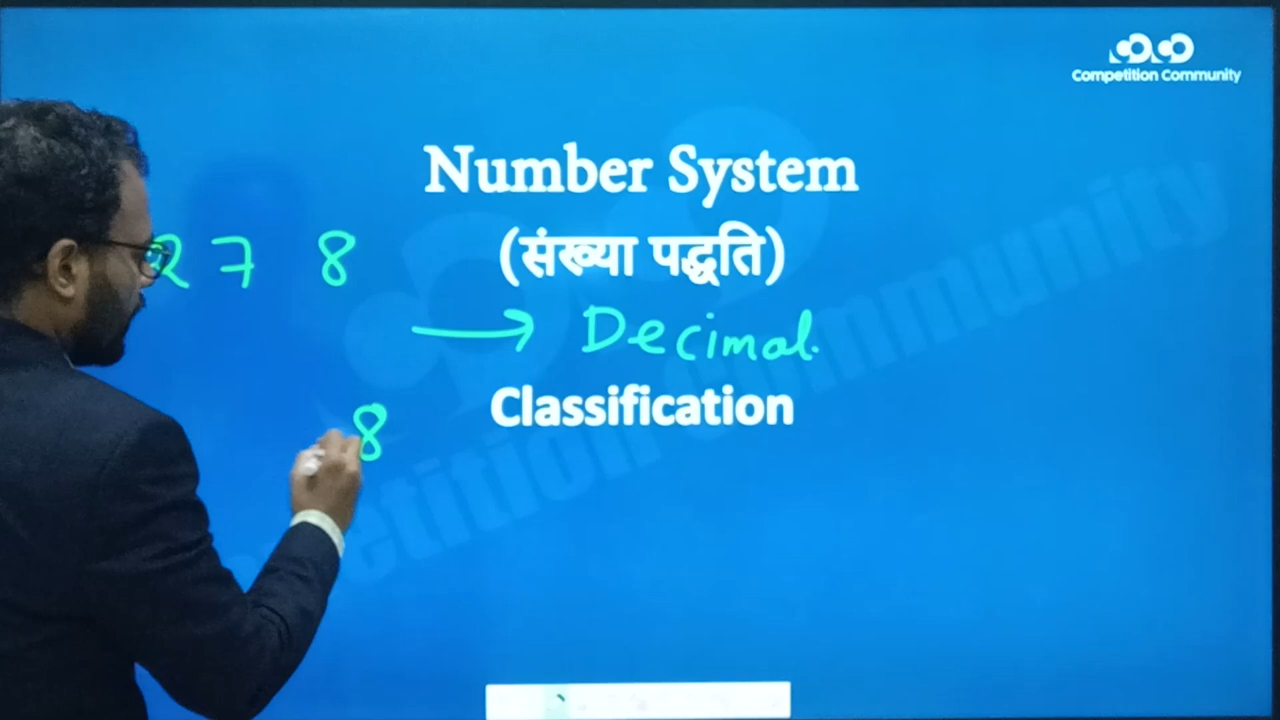 Competition Community
Number System
(संख्या पद्धति)
2 7 8
→ Decimal.
Classification
8